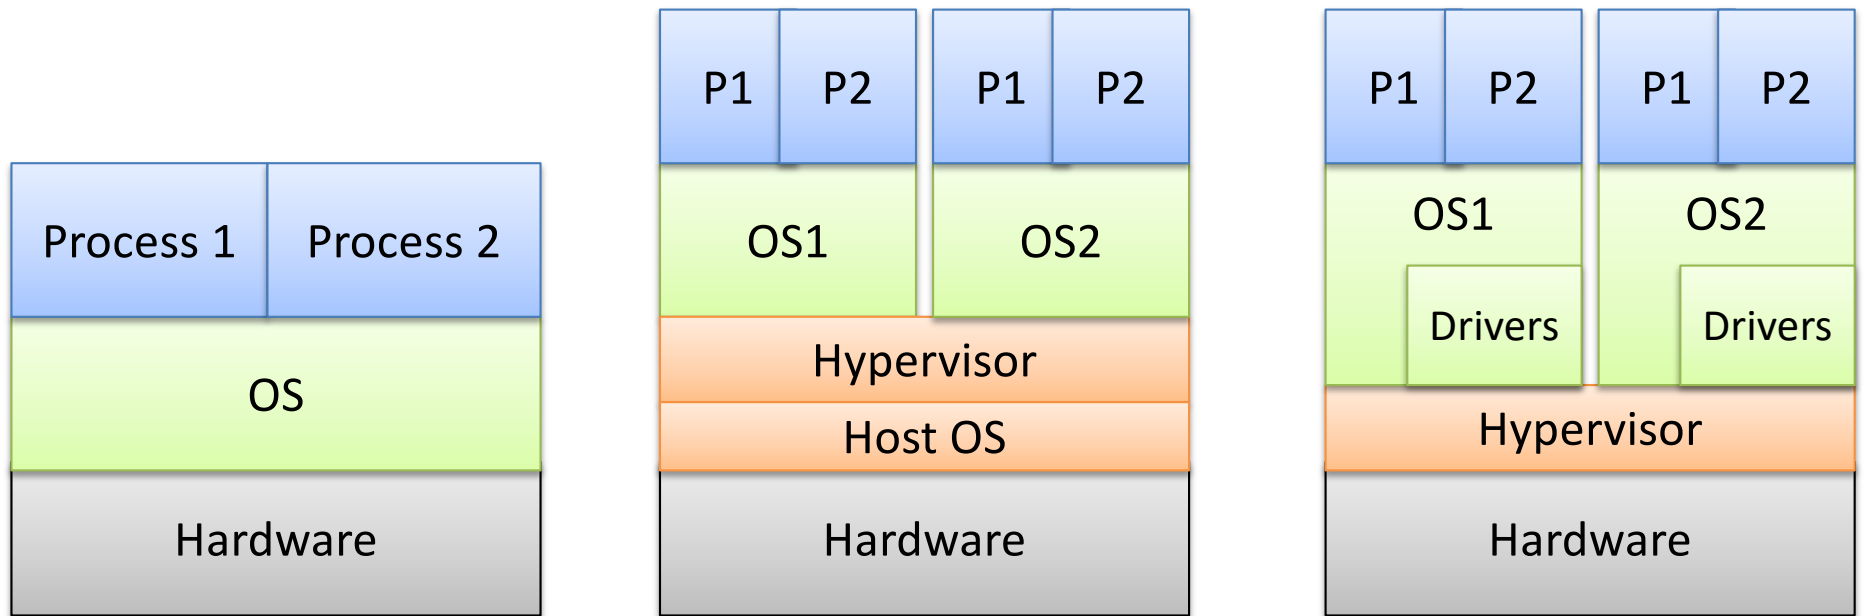 Process 1
Process 2
OS
Hardware
P1
P2
P1
P2
OS1
OS2
Hypervisor
Host OS
Hardware
P1
P2
P1
P2
OS1
OS2
Drivers
Drivers
Hypervisor
Hardware